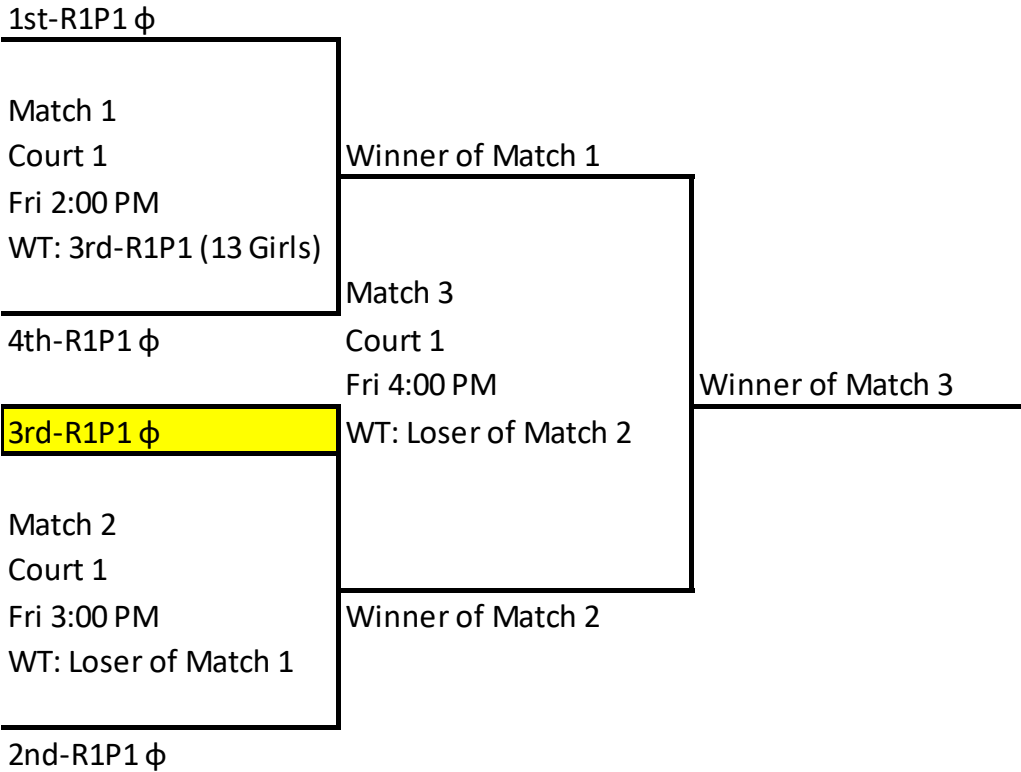 1st-R1P1 ϕ
Match 1
Court 1
Fri 2:00 PM
WT: 3rd-R1P1 (13 Girls)
4th-R1P1 ϕ
3rd-R1P1 ϕ
Match 2
Court 1
Fri 3:00 PM
WT: Loser of Match 1
2nd-R1P1 ϕ
Winner of Match 1
Match 3
Court 1
Fri 4:00 PM
WT: Loser of Match 2
Winner of Match 2
Winner of Match 3